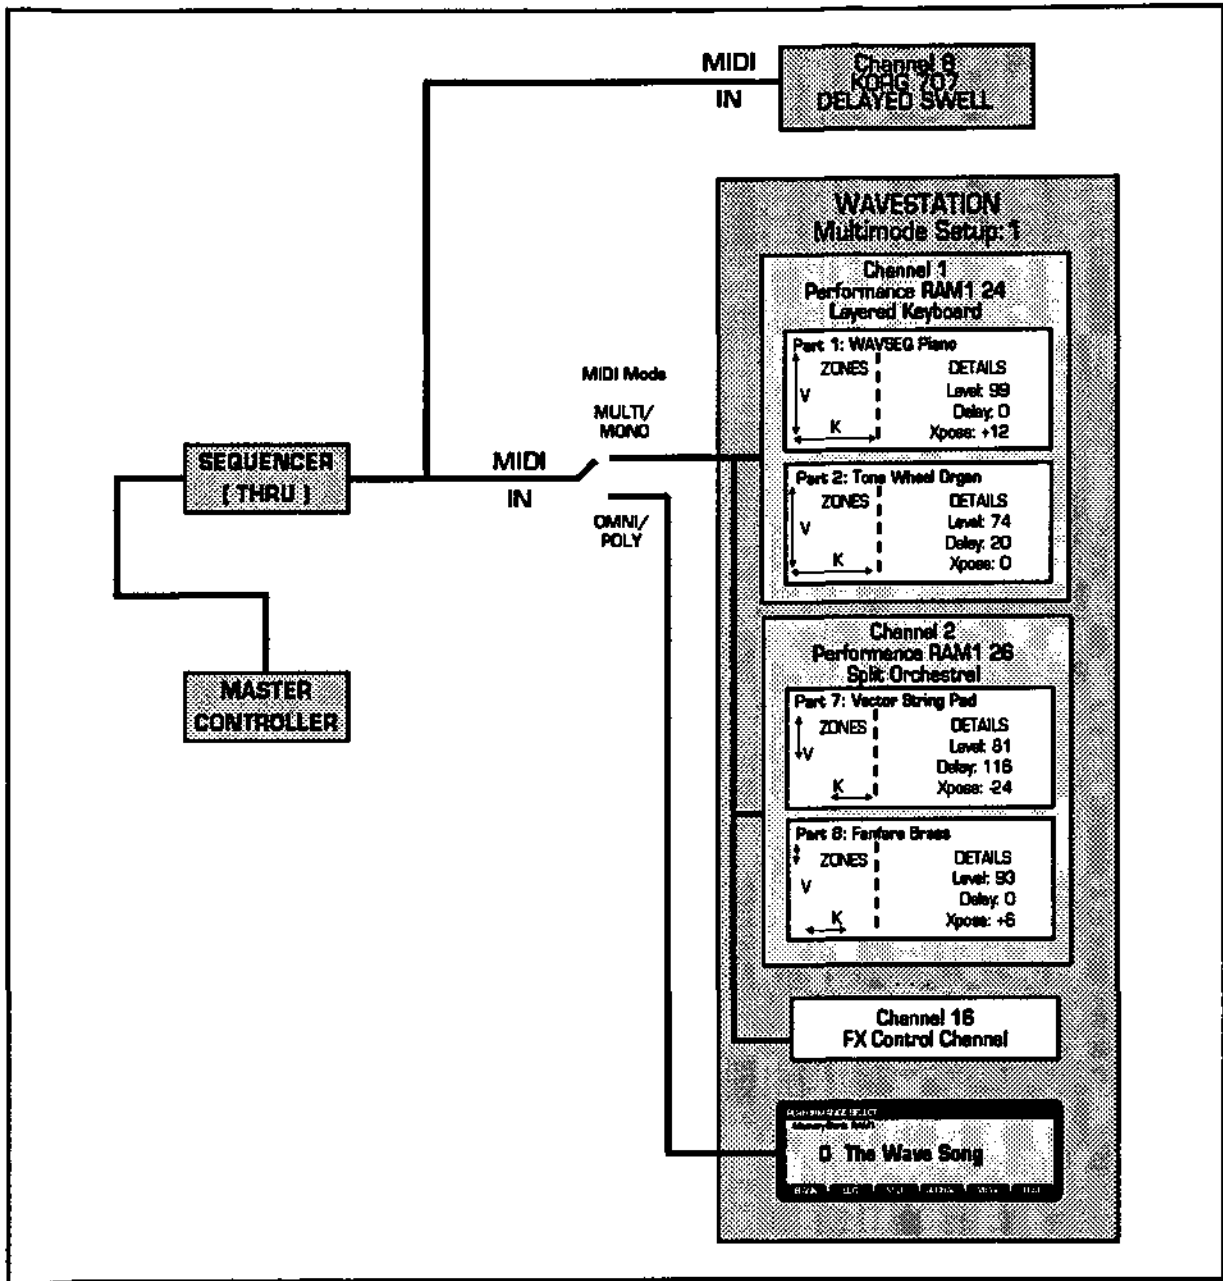 MIDI
IN
Channel 8
KORG 707
DELAYED SWELL
WAVESTATION
Multimode Setup: 1
Channel 1
Performance RAM1 24
Layered Keyboard
Part 1: WAVSEQ Piano
ZONES
V
K
DETAILS
Level: 99
Delay: 0
Xpose: +12
Part 2: Tone Wheel Organ
ZONES
V
K
DETAILS
Level: 74
Delay: 20
Xpose: 0
MIDI Mode
MULTI/
MONO
MIDI
IN
OMNI/
POLY
SEQUENCER
( THRU )
MASTER
CONTROLLER
Channel 2
Performance RAM1 26
Split Orchestral
Part 7: Vector String Pad
ZONES
V
K
DETAILS
Level: 81
Delay: 116
Xpose: -24
Part 8: Fanfare Brass
ZONES
V
K
DETAILS
Level: 93
Delay: 0
Xpose: +6
Channel 16
FX Control Channel
PERFORMANCE SELECT
Memory Bank: RAM1
0 The Wave Song